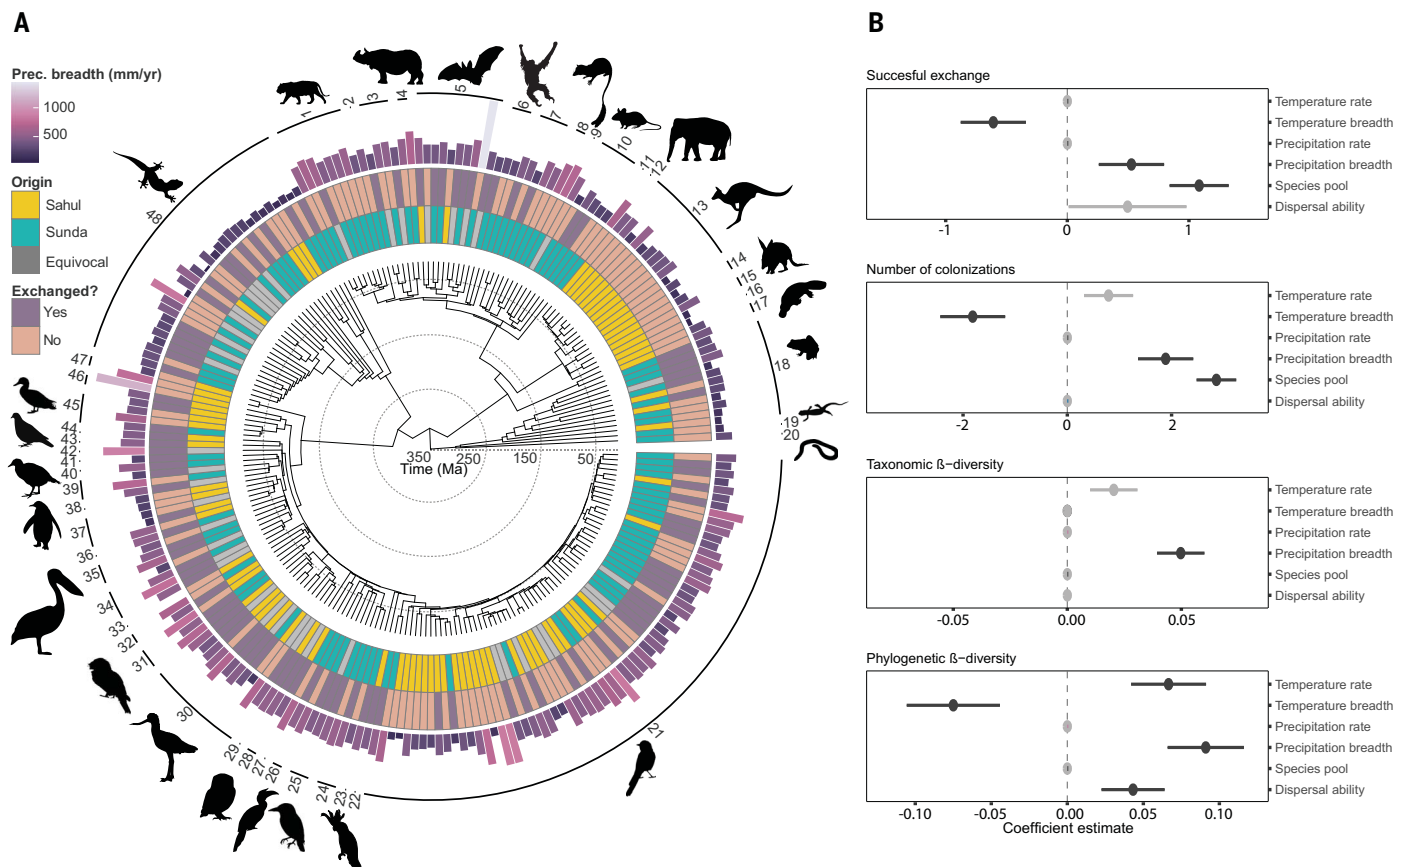 A
Prec. breadth (mm/yr)
1000
500
Origin
Sahul
Sunda
Equivocal
Exchanged?
Yes
No
1
2
3
4
5
6
7
8
9
10
11
12
13
14
15
16
17
18
19
20
21
22
23
24
25
26
27
28
29
30
31
32
33
34
35
36
37
38
39
40
41
42
43
44
45
46
47
48
350 250 150 50
Time (Ma)
B
Succesful exchange
Temperature rate
Temperature breadth
Precipitation rate
Precipitation breadth
Species pool
Dispersal ability
-1 0 1
Number of colonizations
Temperature rate
Temperature breadth
Precipitation rate
Precipitation breadth
Species pool
Dispersal ability
-2 0 2
Taxonomic ß−diversity
Temperature rate
Temperature breadth
Precipitation rate
Precipitation breadth
Species pool
Dispersal ability
-0.05 0.00 0.05
Phylogenetic ß−diversity
Temperature rate
Temperature breadth
Precipitation rate
Precipitation breadth
Species pool
Dispersal ability
-0.10 -0.05 0.00 0.05 0.10
Coefficient estimate